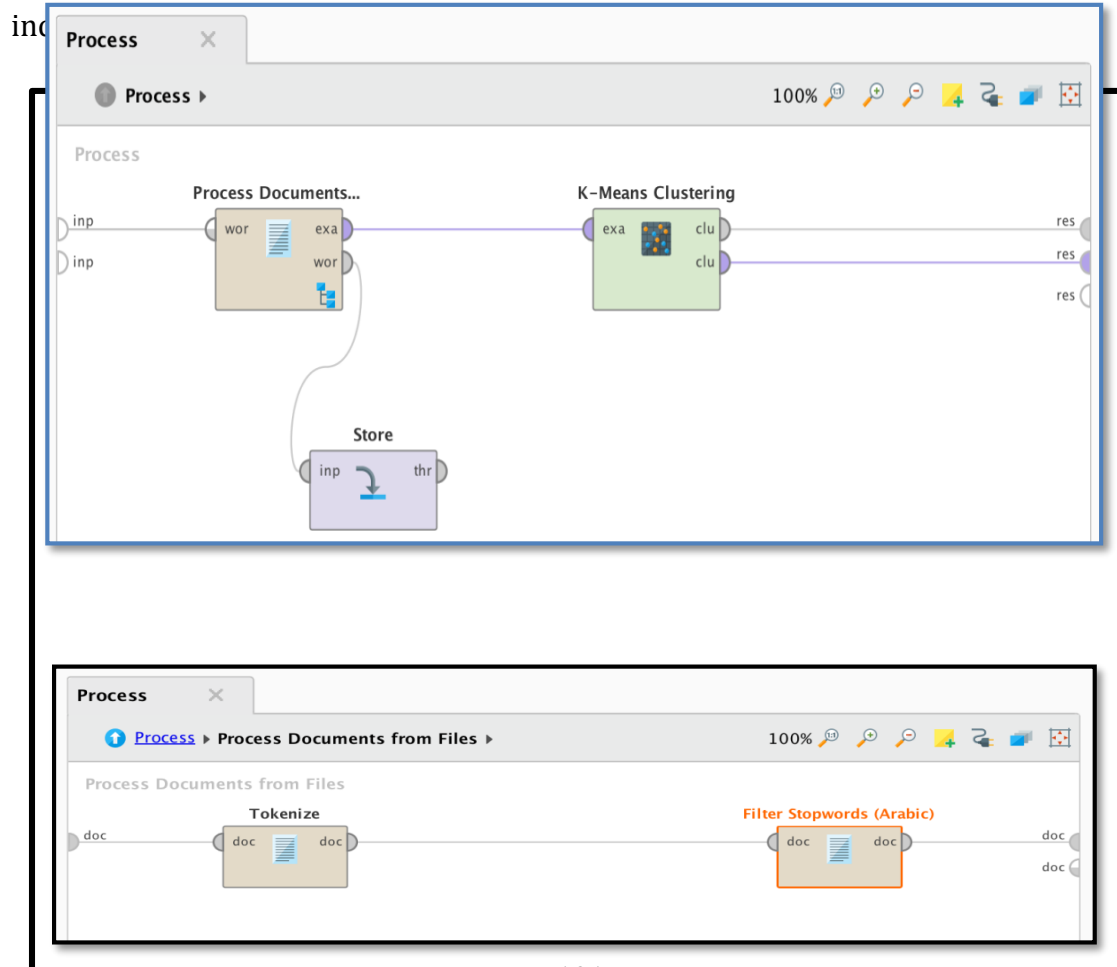 Process
Process
100%
Process
Process Documents...
K-Means Clustering
inp
wor
exa
exa
clu
res
inp
wor
clu
res
res
Store
inp
thr
Process
Process
Process Documents from Files
100%
Process Documents from Files
Tokenize
Filter Stopwords (Arabic)
doc
doc
doc
doc
doc
doc
doc